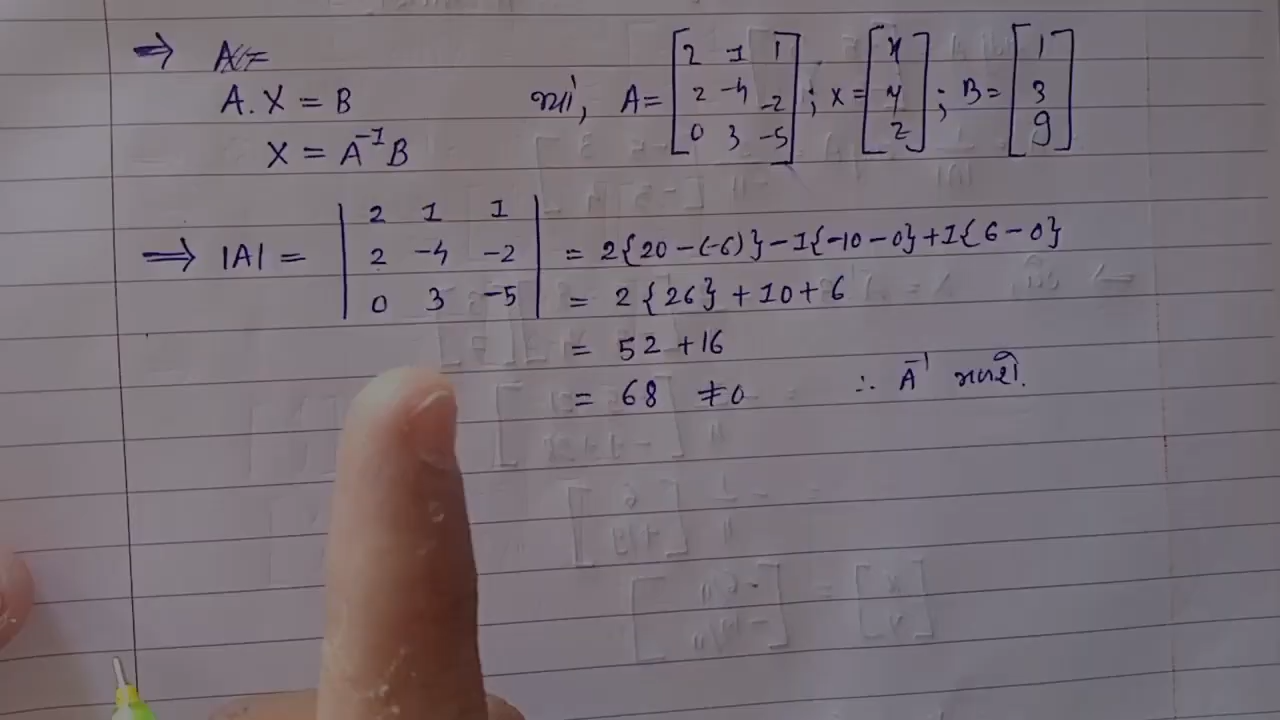 ⇒ A =
A. X = B જ્યાં, A = [2 1 1; 2 -4 -2; 0 3 -5] ; X = [x; y; z] ; B = [1; 3; 9]
X = A⁻¹B
⇒ |A| = |2 1 1; 2 -4 -2; 0 3 -5| = 2{20-(-6)}-1{-10-0}+1{6-0}
= 2{26}+10+6
= 52+16
= 68 ≠0 ∴ A⁻¹ મળશે.